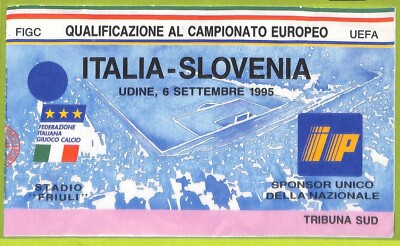 FIGC QUALIFICAZIONE AL CAMPIONATO EUROPEO UEFA
ITALIA-SLOVENIA
UDINE, 6 SETTEMBRE 1995
FEDERAZIONE
ITALIANA
GIUOCO CALCIO
IP
STADIO
"FRIULI"
SPONSOR UNICO
DELLA NAZIONALE
TRIBUNA SUD